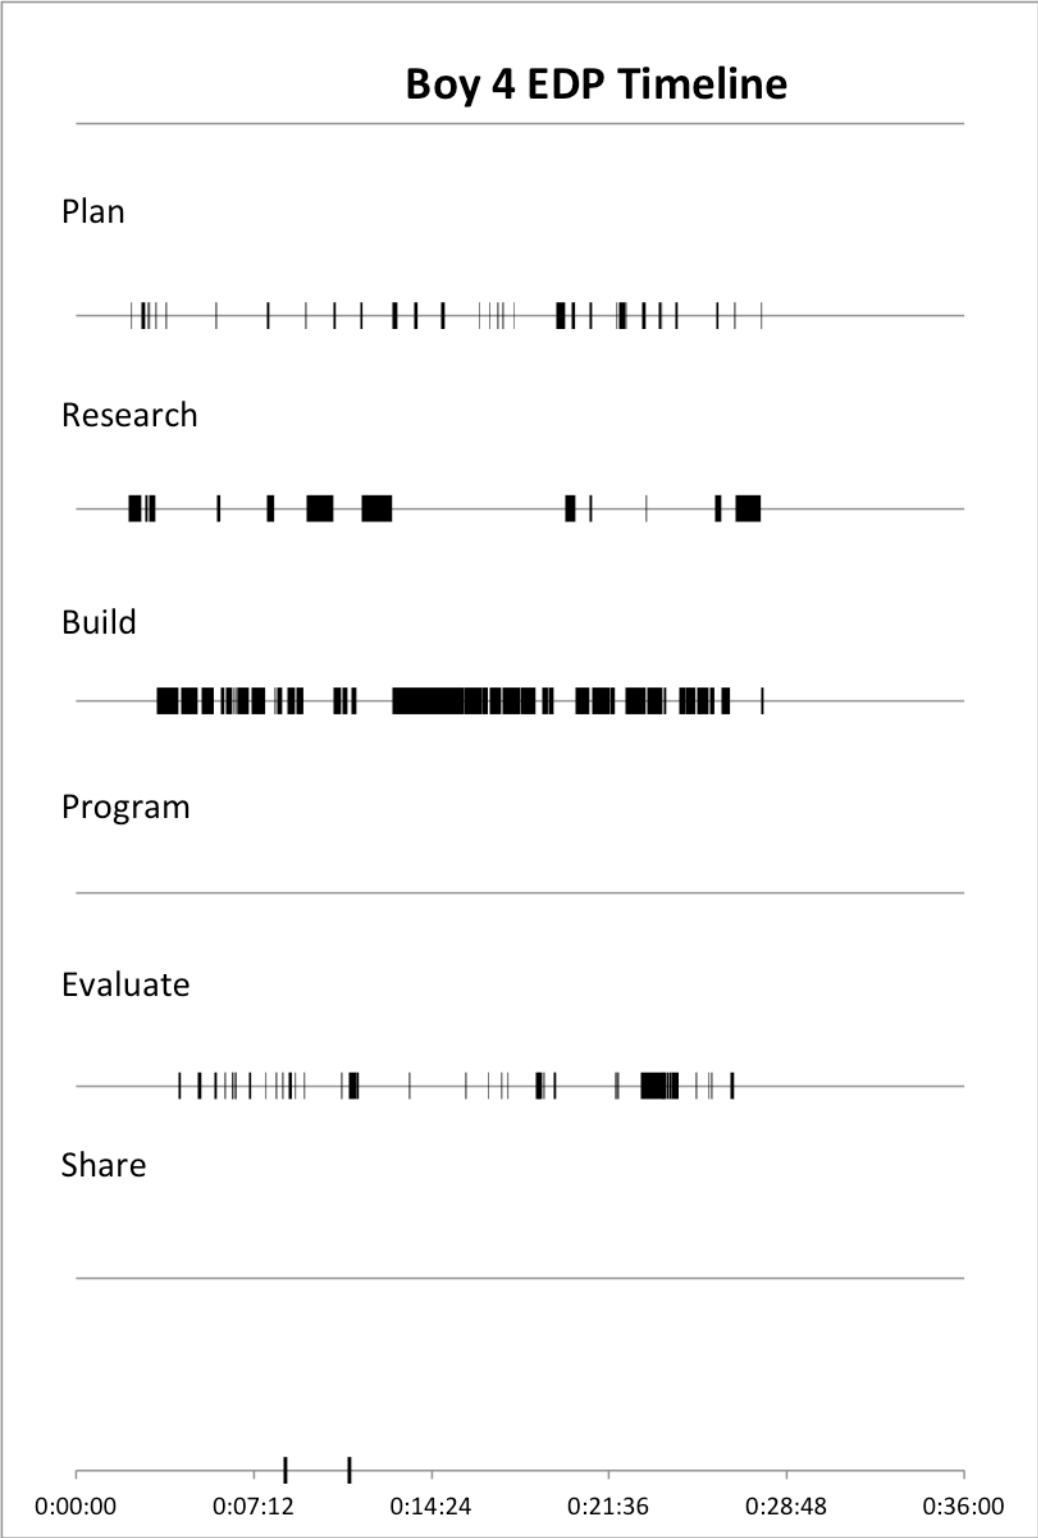 Boy 4 EDP Timeline
Plan
Research
Build
Program
Evaluate
Share
0:00:00 0:07:12 0:14:24 0:21:36 0:28:48 0:36:00